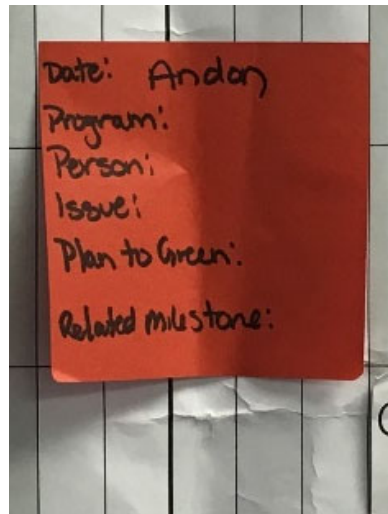 Date: Andon
Program:
Person:
Issue:
Plan to Green:
Related Milestone: